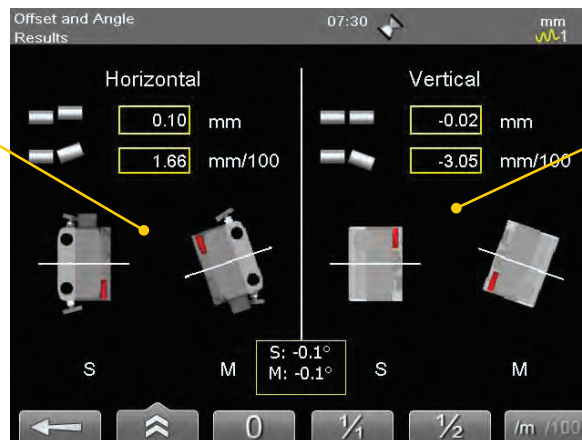 Offset and Angle
Results
07:30
mm
1
Horizontal
0.10 mm
1.66 mm/100
Vertical
-0.02 mm
-3.05 mm/100
S
M
S: -0.1°
M: -0.1°
S
M
0
1/1
1/2
/m /100